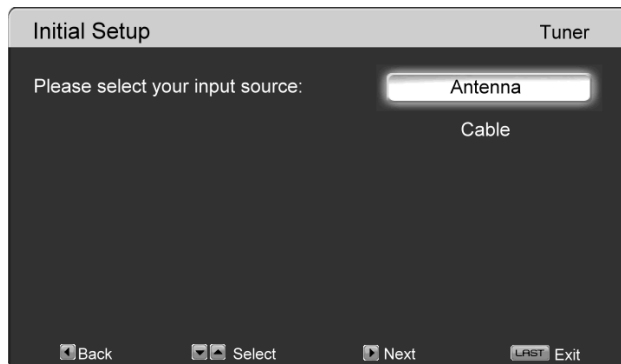 Initial Setup Tuner
Please select your input source: Antenna
Cable
Back Select Next LAST Exit